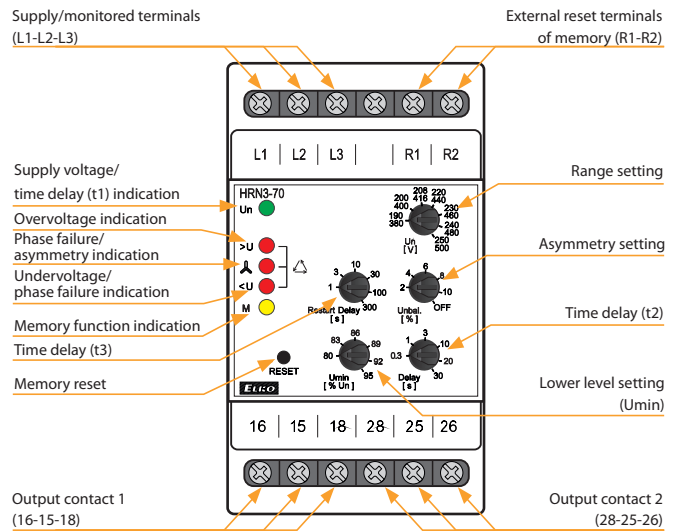 Supply/monitored terminals
(L1-L2-L3)
External reset terminals
of memory (R1-R2)
L1 L2 L3 R1 R2
Supply voltage/
time delay (t1) indication
Overvoltage indication
Phase failure/
asymmetry indication
Undervoltage/
phase failure indication
Memory function indication
Time delay (t3)
Memory reset
HRN3-70
Un
>U
<U
M
RESET
ELKO
208 220
200 416 440
400 230
190 460
380 240
480
250
500
Un
[V]
10
3 30
1 100
300
Restart Delay
[s]
6
4 8
2 10
OFF
Unbal.
[%]
86
83 89
80 92
95
Umin
[% Un]
3
1 10
0.3 20
30
Delay
[s]
Range setting
Asymmetry setting
Time delay (t2)
Lower level setting
(Umin)
16 15 18 28 25 26
Output contact 1
(16-15-18)
Output contact 2
(28-25-26)